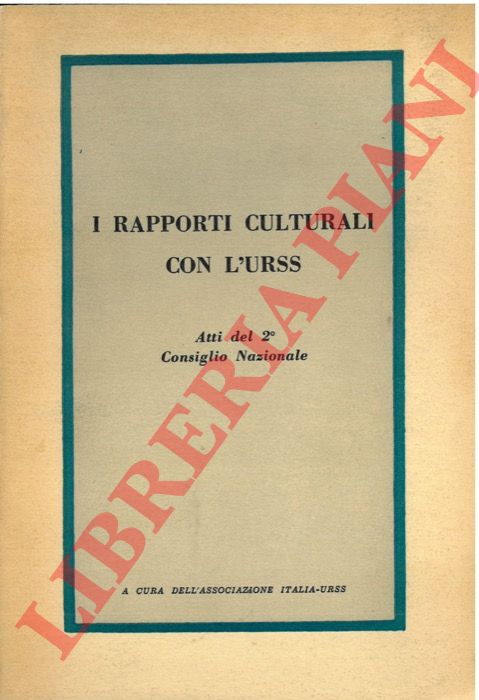 I RAPPORTI CULTURALI
CON L'URSS
Atti del 2°
Consiglio Nazionale
A CURA DELL'ASSOCIAZIONE ITALIA-URSS
LIBRERIA PIANI